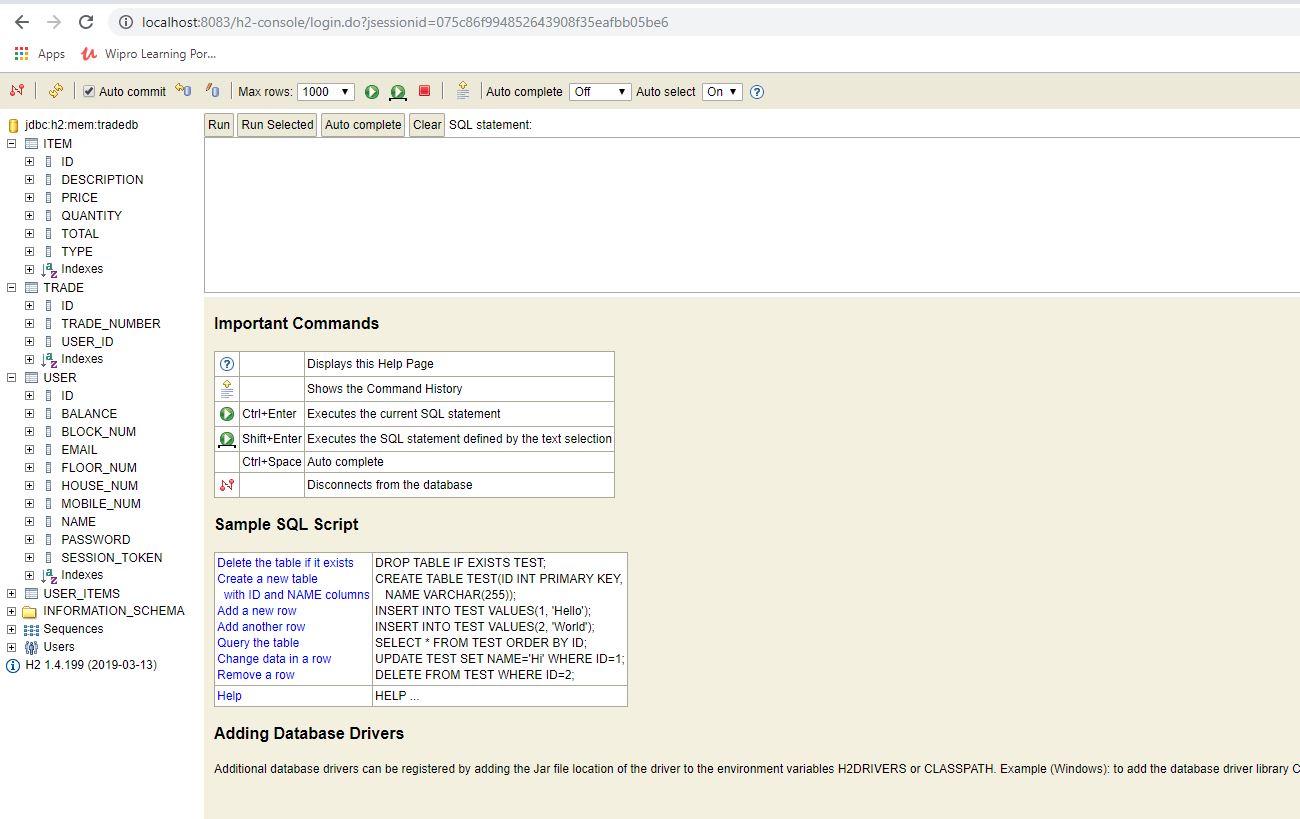 localhost:8083/h2-console/login.do?jsessionid=075c86f994852643908f35eafbb05be6
Apps Wipro Learning Por...
Auto commit Max rows: 1000 Auto complete Off Auto select On
jdbc:h2:mem:tradedb
ITEM
ID
DESCRIPTION
PRICE
QUANTITY
TOTAL
TYPE
Indexes
TRADE
ID
TRADE_NUMBER
USER_ID
Indexes
USER
ID
BALANCE
BLOCK_NUM
EMAIL
FLOOR_NUM
HOUSE_NUM
MOBILE_NUM
NAME
PASSWORD
SESSION_TOKEN
Indexes
USER_ITEMS
INFORMATION_SCHEMA
Sequences
Users
H2 1.4.199 (2019-03-13)
Run Run Selected Auto complete Clear SQL statement:
Important Commands
Displays this Help Page
Shows the Command History
Ctrl+Enter Executes the current SQL statement
Shift+Enter Executes the SQL statement defined by the text selection
Ctrl+Space Auto complete
Disconnects from the database
Sample SQL Script
Delete the table if it exists DROP TABLE IF EXISTS TEST;
Create a new table CREATE TABLE TEST(ID INT PRIMARY KEY,
with ID and NAME columns NAME VARCHAR(255));
Add a new row INSERT INTO TEST VALUES(1, 'Hello');
Add another row INSERT INTO TEST VALUES(2, 'World');
Query the table SELECT * FROM TEST ORDER BY ID;
Change data in a row UPDATE TEST SET NAME='Hi' WHERE ID=1;
Remove a row DELETE FROM TEST WHERE ID=2;
Help HELP ...
Adding Database Drivers
Additional database drivers can be registered by adding the Jar file location of the driver to the environment variables H2DRIVERS or CLASSPATH. Example (Windows): to add the database driver library C